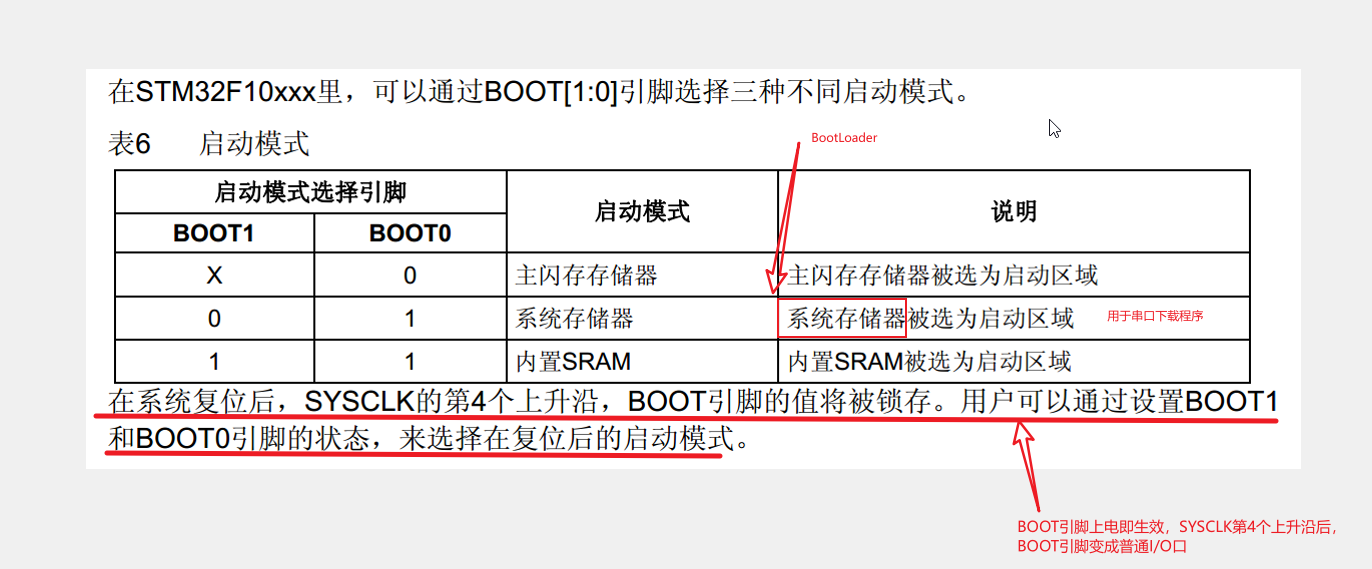 在STM32F10xxx里，可以通过BOOT[1:0]引脚选择三种不同启动模式。
表6 启动模式
BootLoader
启动模式选择引脚 启动模式 说明
BOOT1 BOOT0
X 0 主闪存存储器 主闪存存储器被选为启动区域
0 1 系统存储器 系统存储器被选为启动区域 用于串口下载程序
1 1 内置SRAM 内置SRAM被选为启动区域
在系统复位后，SYSCLK的第4个上升沿，BOOT引脚的值将被锁存。用户可以通过设置BOOT1
和BOOT0引脚的状态，来选择在复位后的启动模式。
BOOT引脚上电即生效，SYSCLK第4个上升沿后，
BOOT引脚变成普通I/O口